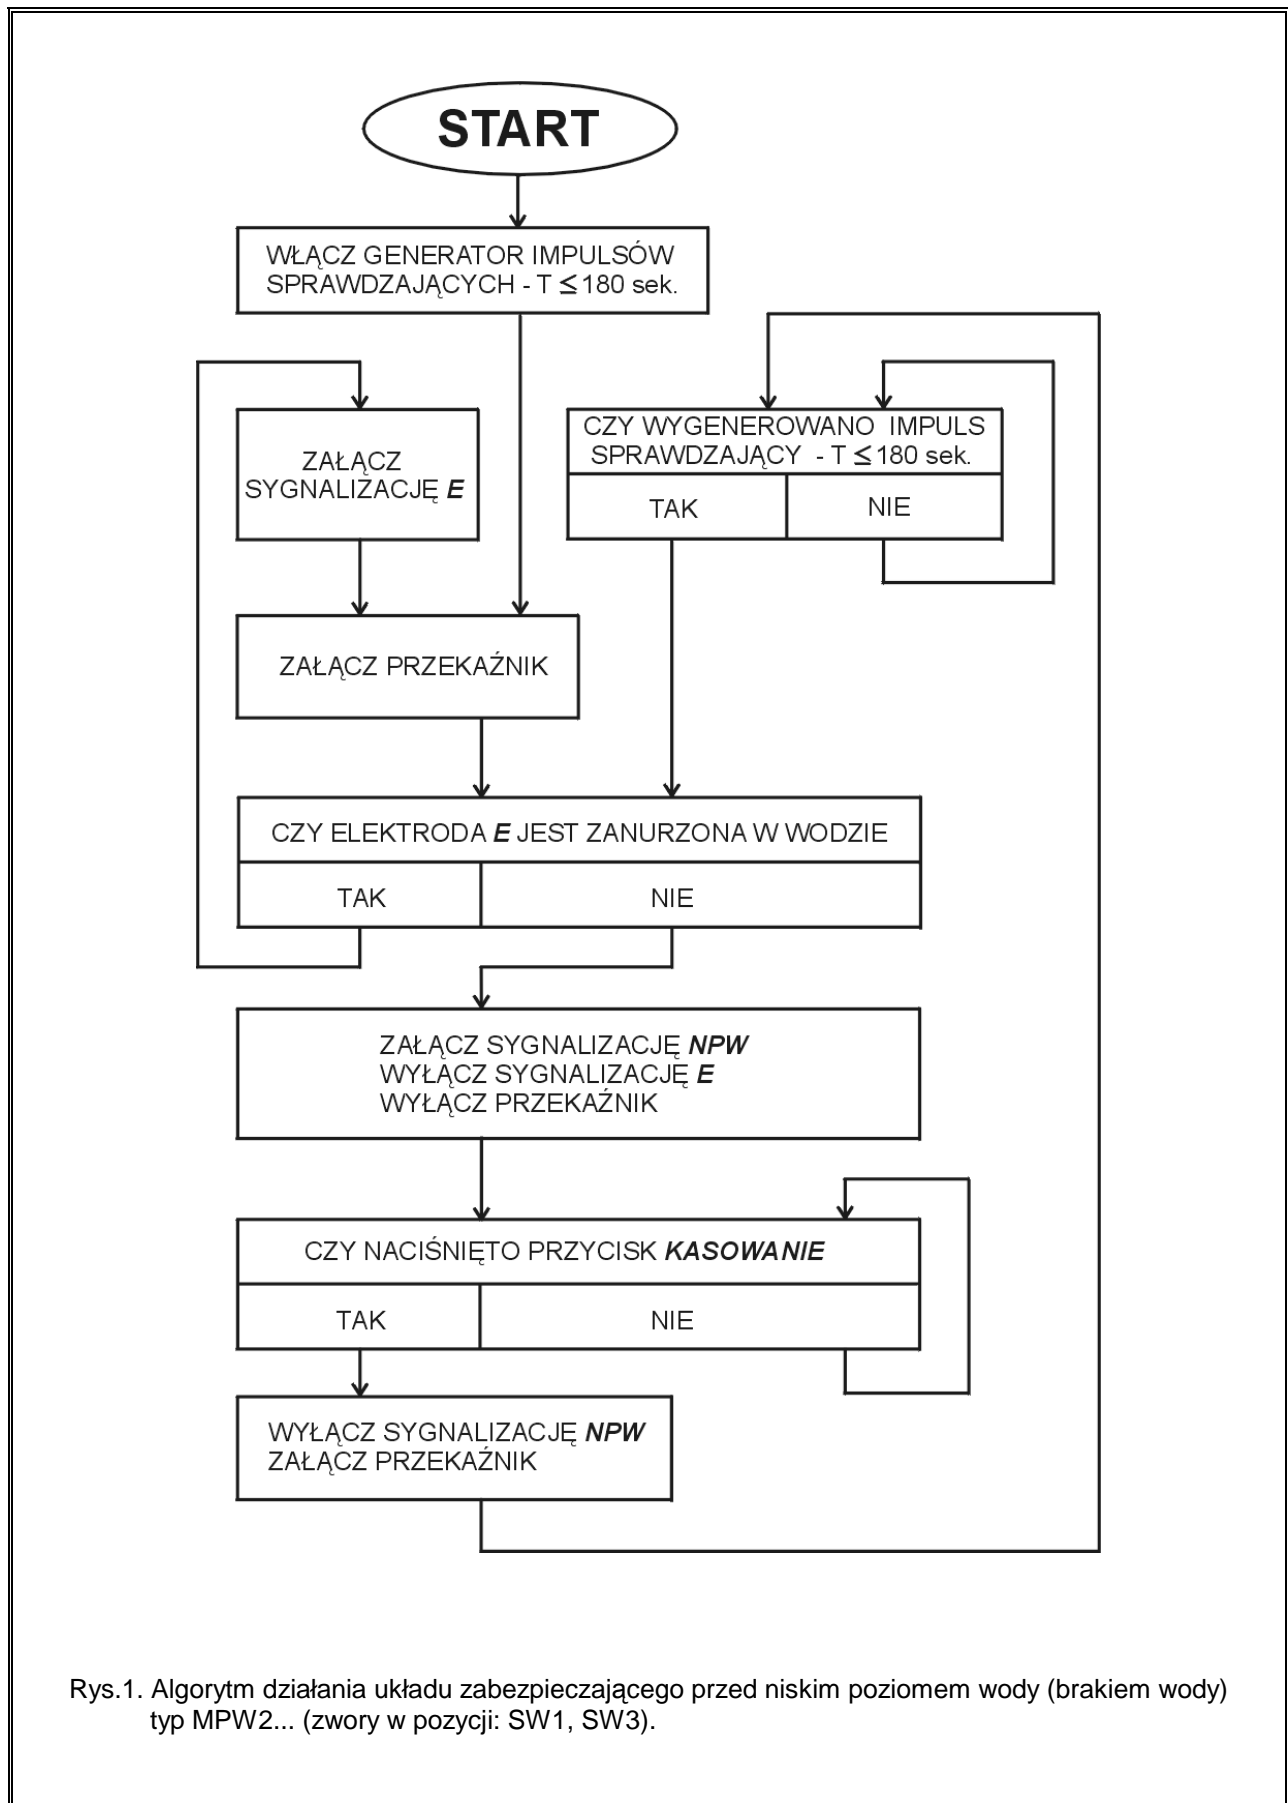 START
WŁĄCZ GENERATOR IMPULSÓW
SPRAWDZAJĄCYCH - T ≤ 180 sek.
ZAŁĄCZ
SYGNALIZACJĘ E
CZY WYGENEROWANO IMPULS
SPRAWDZAJĄCY - T ≤ 180 sek.
TAK
NIE
ZAŁĄCZ PRZEKAŹNIK
CZY ELEKTRODA E JEST ZANURZONA W WODZIE
TAK
NIE
ZAŁĄCZ SYGNALIZACJĘ NPW
WYŁĄCZ SYGNALIZACJĘ E
WYŁĄCZ PRZEKAŹNIK
CZY NACIŚNIĘTO PRZYCISK KASOWANIE
TAK
NIE
WYŁĄCZ SYGNALIZACJĘ NPW
ZAŁĄCZ PRZEKAŹNIK
Rys.1. Algorytm działania układu zabezpieczającego przed niskim poziomem wody (brakiem wody)
typ MPW2... (zwory w pozycji: SW1, SW3).